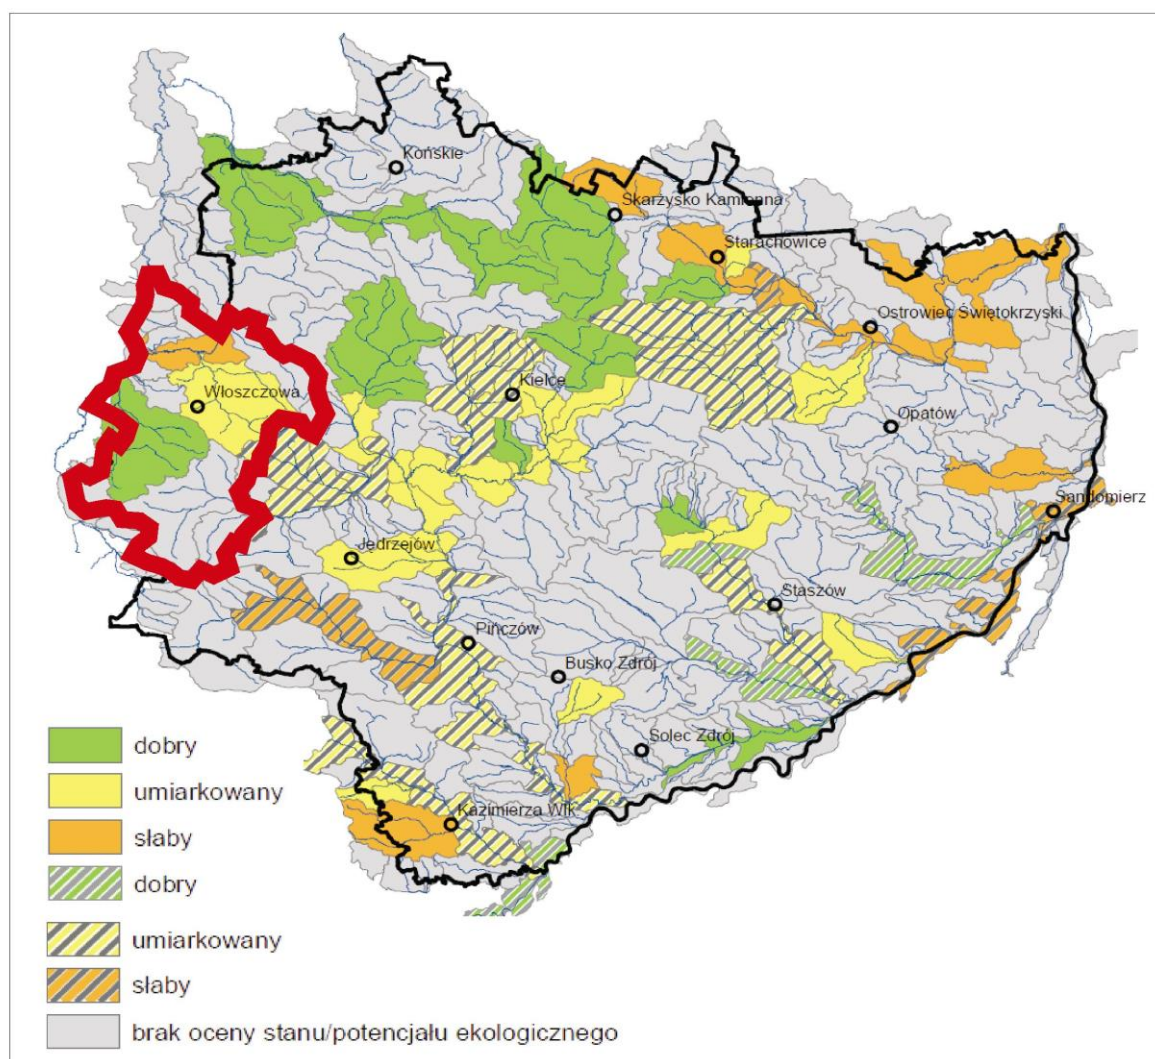 Końskie
Skarżysko Kamienna
Starachowice
Ostrowiec Świętokrzyski
Włoszczowa
Kielce
Opatów
Sandomierz
Jędrzejów
Staszów
Pińczów
Busko Zdrój
Solec Zdrój
Kazimierza Wlk.
dobry
umiarkowany
słaby
dobry
umiarkowany
słaby
brak oceny stanu/potencjału ekologicznego